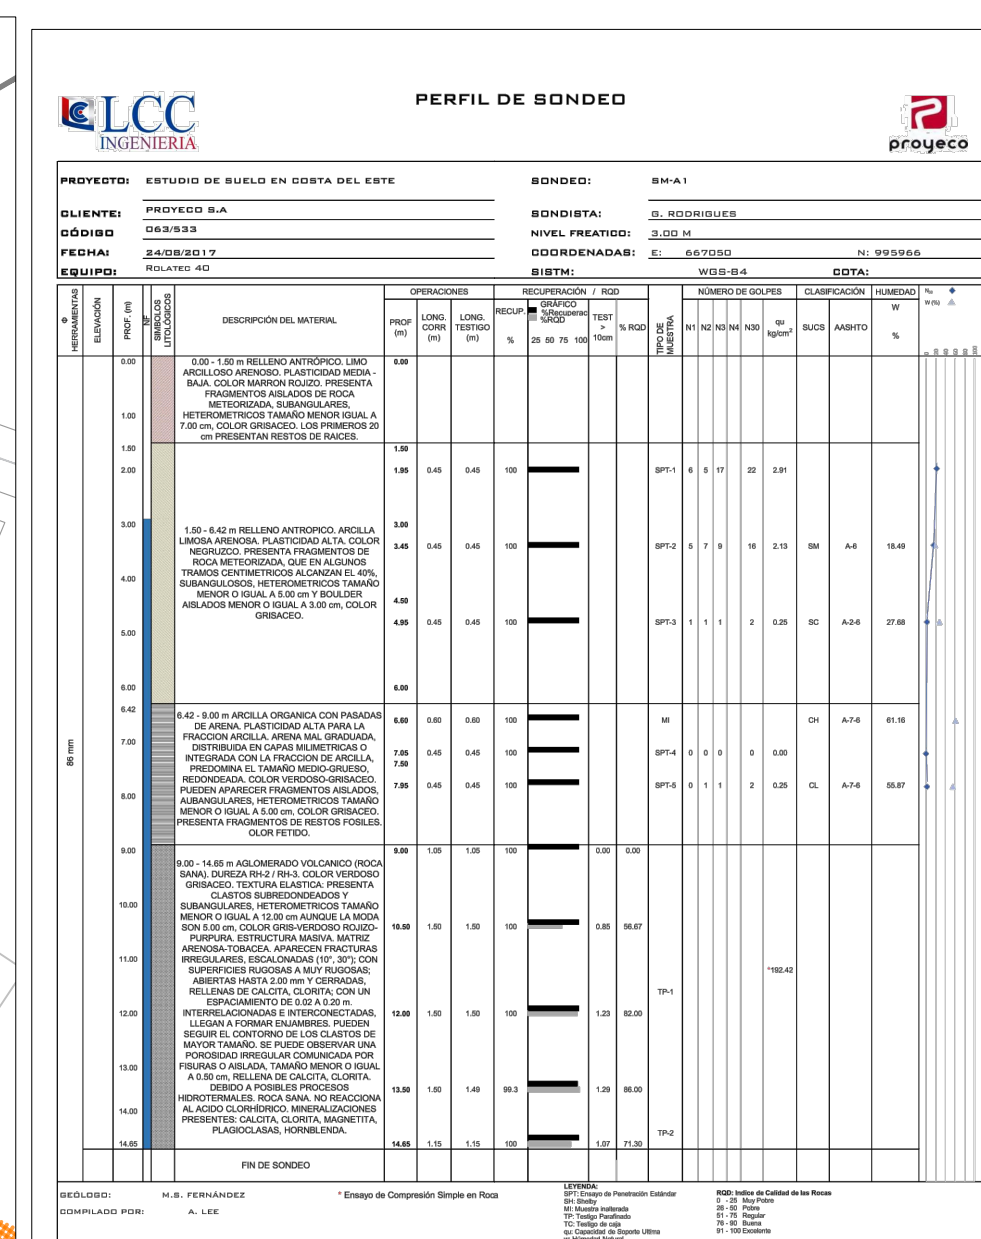 PERFIL DE SONDEO
LCC
INGENIERIA
proyeco
PROYECTO: ESTUDIO DE SUELO EN COSTA DEL ESTE SONDEO: SM-A1
CLIENTE: PROYECO S.A SONDISTA: G. RODRIGUES
CÓDIGO 063/533 NIVEL FREATICO: 3.00 M
FECHA: 24/08/2017 COORDENADAS: E: 667050 N: 995966
EQUIPO: ROLATEC 40 SISTM: WGS-84 COTA:
Φ HERRAMIENTAS
ELEVACIÓN
PROF. (m)
NF
SIMBOLOS LITOLÓGICOS
DESCRIPCIÓN DEL MATERIAL
OPERACIONES
PROF (m)
LONG. CORR (m)
LONG. TESTIGO (m)
RECUPERACIÓN / RQD
RECUP. %
GRÁFICO
%Recuperac
%RQD
25 50 75 100
TEST > 10cm
% RQD
TIPO DE MUESTRA
NÚMERO DE GOLPES
N1 N2 N3 N4 N30 qu kg/cm²
CLASIFICACIÓN
SUCS AASHTO
HUMEDAD
W %
N₃₀
W (%)
0 20 40 60 80 100
86 mm
0.00
1.00
1.50
2.00
3.00
4.00
5.00
6.00
6.42
7.00
8.00
9.00
10.00
11.00
12.00
13.00
14.00
14.65
0.00 - 1.50 m RELLENO ANTRÓPICO. LIMO
ARCILLOSO ARENOSO. PLASTICIDAD MEDIA -
BAJA. COLOR MARRON ROJIZO. PRESENTA
FRAGMENTOS AISLADOS DE ROCA
METEORIZADA, SUBANGULARES,
HETEROMETRICOS TAMAÑO MENOR IGUAL A
7.00 cm, COLOR GRISACEO. LOS PRIMEROS 20
cm PRESENTAN RESTOS DE RAICES.
1.50 - 6.42 m RELLENO ANTROPICO. ARCILLA
LIMOSA ARENOSA. PLASTICIDAD ALTA. COLOR
NEGRUZCO. PRESENTA FRAGMENTOS DE
ROCA METEORIZADA, QUE EN ALGUNOS
TRAMOS CENTIMETRICOS ALCANZAN EL 40%,
SUBANGULOSOS, HETEROMETRICOS TAMAÑO
MENOR O IGUAL A 5.00 cm Y BOULDER
AISLADOS MENOR O IGUAL A 3.00 cm, COLOR
GRISACEO.
6.42 - 9.00 m ARCILLA ORGANICA CON PASADAS
DE ARENA. PLASTICIDAD ALTA PARA LA
FRACCION ARCILLA. ARENA MAL GRADUADA,
DISTRIBUIDA EN CAPAS MILIMETRICAS O
INTEGRADA CON LA FRACCION DE ARCILLA,
PREDOMINA EL TAMAÑO MEDIO-GRUESO,
REDONDEADA. COLOR VERDOSO-GRISACEO.
PUEDEN APARECER FRAGMENTOS AISLADOS,
AUBANGULARES, HETEROMETRICOS TAMAÑO
MENOR O IGUAL A 5.00 cm, COLOR GRISACEO.
PRESENTA FRAGMENTOS DE RESTOS FOSILES.
OLOR FETIDO.
9.00 - 14.65 m AGLOMERADO VOLCANICO (ROCA
SANA). DUREZA RH-2 / RH-3. COLOR VERDOSO
GRISACEO. TEXTURA ELASTICA: PRESENTA
CLASTOS SUBREDONDEADOS Y
SUBANGULARES, HETEROMETRICOS TAMAÑO
MENOR O IGUAL A 12.00 cm AUNQUE LA MODA
SON 5.00 cm, COLOR GRIS-VERDOSO ROJIZO-
PURPURA. ESTRUCTURA MASIVA. MATRIZ
ARENOSA-TOBACEA. APARECEN FRACTURAS
IRREGULARES, ESCALONADAS (10°, 30°); CON
SUPERFICIES RUGOSAS A MUY RUGOSAS;
ABIERTAS HASTA 2.00 mm Y CERRADAS,
RELLENAS DE CALCITA, CLORITA; CON UN
ESPACIAMIENTO DE 0.02 A 0.20 m.
INTERRELACIONADAS E INTERCONECTADAS,
LLEGAN A FORMAR ENJAMBRES. PUEDEN
SEGUIR EL CONTORNO DE LOS CLASTOS DE
MAYOR TAMAÑO. SE PUEDE OBSERVAR UNA
POROSIDAD IRREGULAR COMUNICADA POR
FISURAS O AISLADA, TAMAÑO MENOR O IGUAL
A 0.50 cm, RELLENA DE CALCITA, CLORITA.
DEBIDO A POSIBLES PROCESOS
HIDROTERMALES. ROCA SANA. NO REACCIONA
AL ACIDO CLORHÍDRICO. MINERALIZACIONES
PRESENTES: CALCITA, CLORITA, MAGNETITA,
PLAGIOCLASAS, HORNBLENDA.
FIN DE SONDEO
0.00
1.50
1.95 0.45 0.45 100 SPT-1 6 5 17 22 2.91
3.00
3.45 0.45 0.45 100 SPT-2 5 7 9 16 2.13 SM A-6 18.49
4.50
4.95 0.45 0.45 100 SPT-3 1 1 1 2 0.25 SC A-2-6 27.68
6.00
6.60 0.60 0.60 100 MI CH A-7-6 61.16
7.05 0.45 0.45 100 SPT-4 0 0 0 0 0.00
7.50
7.95 0.45 0.45 100 SPT-5 0 1 1 2 0.25 CL A-7-6 55.87
9.00 1.05 1.05 100 0.00 0.00
10.50 1.50 1.50 100 0.85 56.67
*192.42
TP-1
12.00 1.50 1.50 100 1.23 82.00
13.50 1.50 1.49 99.3 1.29 86.00
TP-2
14.65 1.15 1.15 100 1.07 71.30
GEÓLOGO: M.S. FERNÁNDEZ
COMPILADO POR: A. LEE
* Ensayo de Compresión Simple en Roca
LEYENDA:
SPT: Ensayo de Penetración Estándar
SH: Shelby
MI: Muestra inalterada
TP: Testigo Parafinado
TC: Testigo de caja
qu: Capacidad de Soporte Ultima
RQD: Indice de Calidad de las Rocas
0 - 25 Muy Pobre
26 - 50 Pobre
51 - 75 Regular
76 - 90 Buena
91 - 100 Excelente